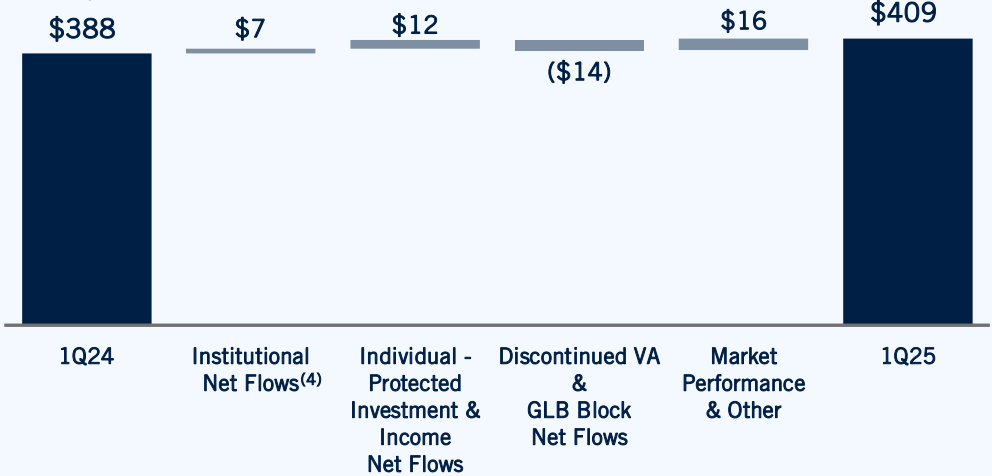 $388
$7
$12
($14)
$16
$409
1Q24
Institutional
Net Flows(4)
Individual -
Protected
Investment &
Income
Net Flows
Discontinued VA
&
GLB Block
Net Flows
Market
Performance
& Other
1Q25